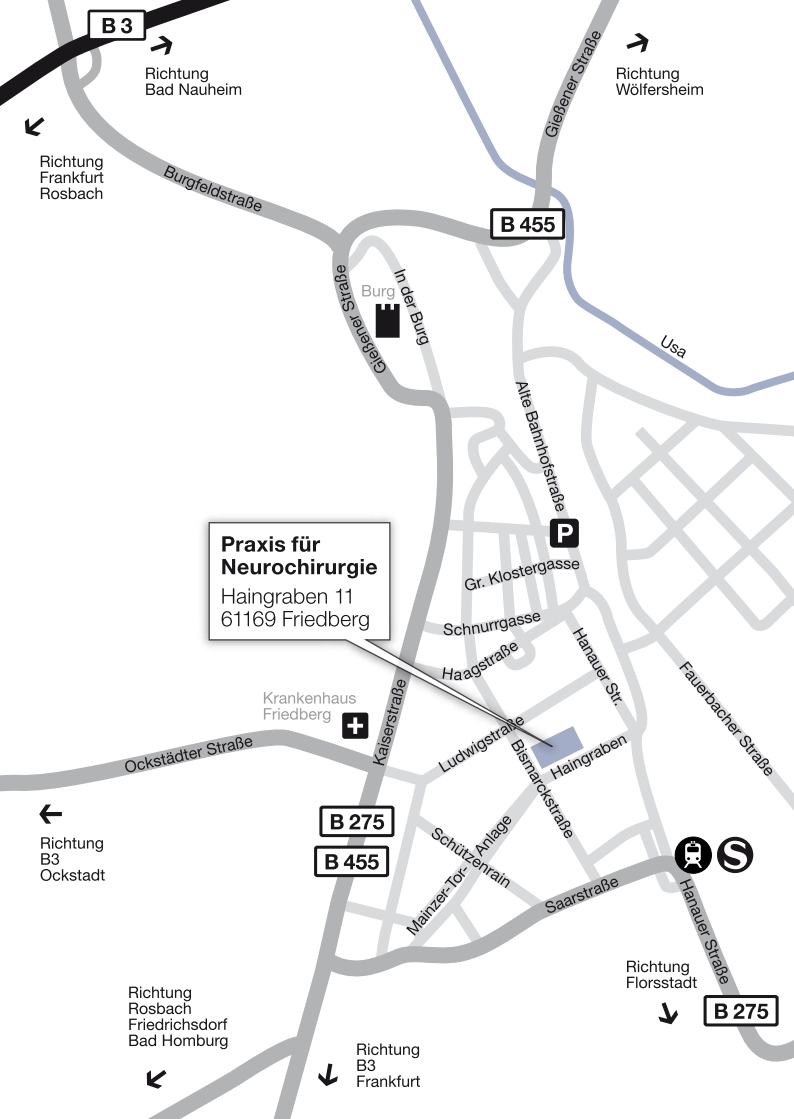 B 3
Richtung
Bad Nauheim
Richtung
Wölfersheim
Gießener Straße
Richtung
Frankfurt
Rosbach
Burgfeldstraße
B 455
Gießener Straße
Burg
In der Burg
Usa
Alte Bahnhofstraße
P
Praxis für
Neurochirurgie
Haingraben 11
61169 Friedberg
Gr. Klostergasse
Schnurrgasse
Haagstraße
Hanauer Str.
Fauerbacher Straße
Krankenhaus
Friedberg
Kaiserstraße
Ockstädter Straße
Ludwigstraße
Bismarckstraße
Haingraben
Richtung
B3
Ockstadt
B 275
B 455
Schützenrain
Mainzer-Tor-Anlage
S
Saarstraße
Hanauer Straße
Richtung
Florsstadt
B 275
Richtung
Rosbach
Friedrichsdorf
Bad Homburg
Richtung
B3
Frankfurt